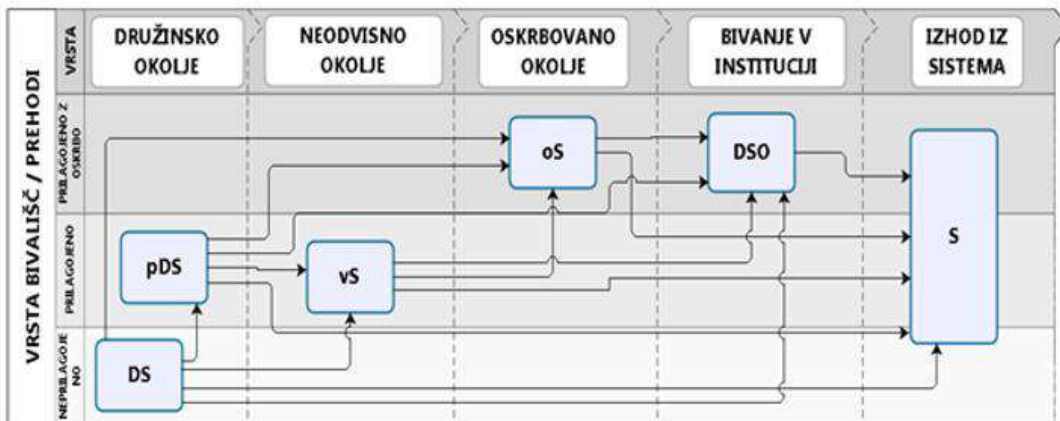 VRSTA BIVALIŠČ / PREHODI
VRSTA
DRUŽINSKO
OKOLJE
NEODVISNO
OKOLJE
OSKRBOVANO
OKOLJE
BIVANJE V
INSTITUCIJI
IZHOD IZ
SISTEMA
PRILAGOJENO Z
OSKRBO
oS
DSO
S
PRILAGOJENO
pDS
vS
NEPRILAGOJE
NO
DS